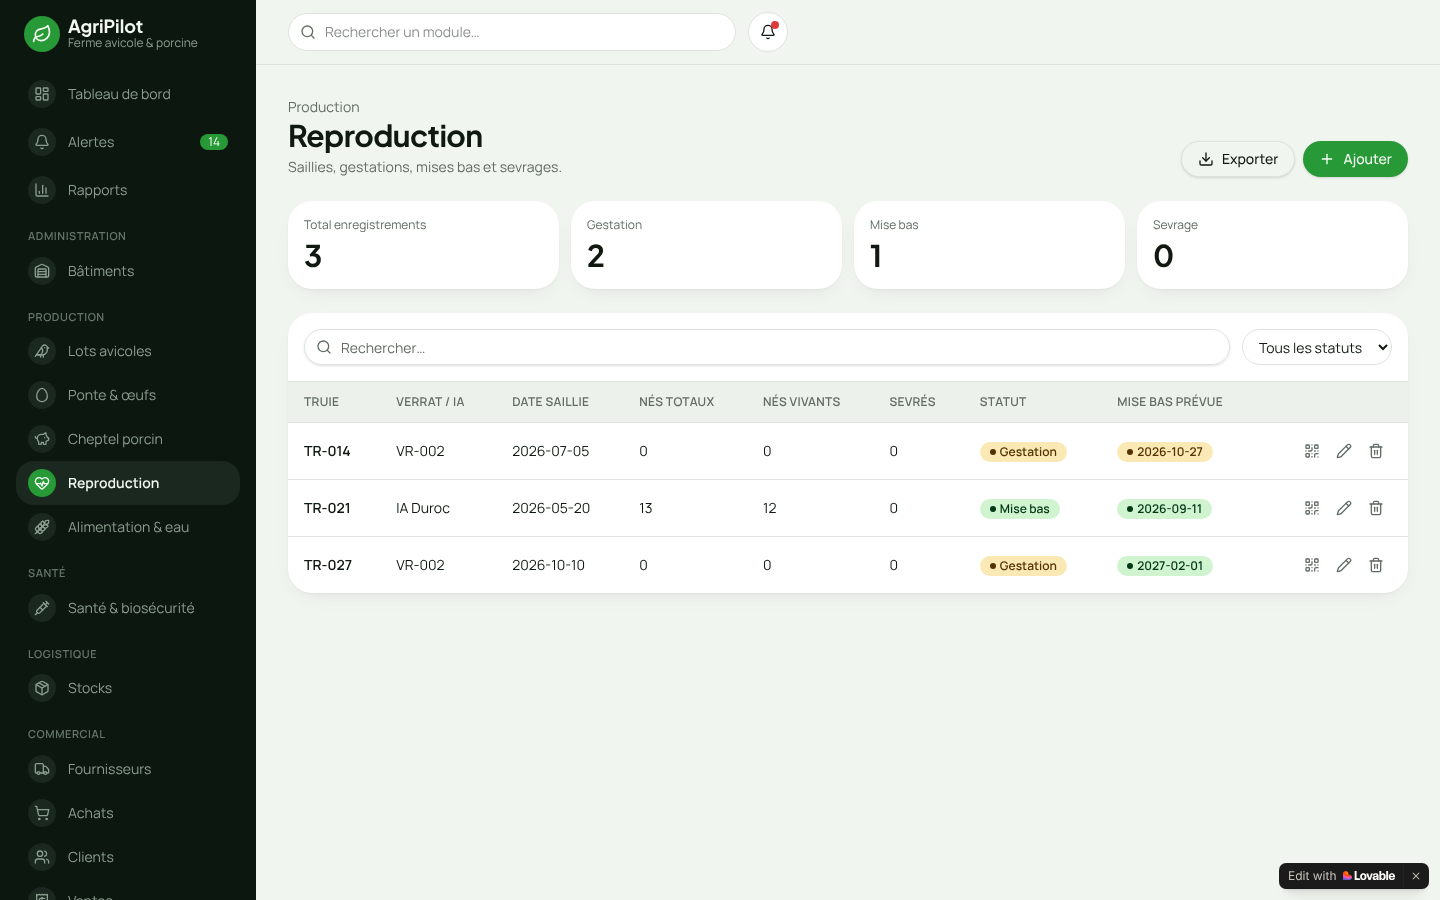 AgriPilot
Ferme avicole & porcine
Tableau de bord
Alertes 14
Rapports
ADMINISTRATION
Bâtiments
PRODUCTION
Lots avicoles
Ponte & œufs
Cheptel porcin
Reproduction
Alimentation & eau
SANTÉ
Santé & biosécurité
LOGISTIQUE
Stocks
COMMERCIAL
Fournisseurs
Achats
Clients
Ventes
Rechercher un module...
Production
Reproduction
Saillies, gestations, mises bas et sevrages.
Exporter
Ajouter
Total enregistrements
3
Gestation
2
Mise bas
1
Sevrage
0
Rechercher...
Tous les statuts
TRUIE VERRAT / IA DATE SAILLIE NÉS TOTAUX NÉS VIVANTS SEVRÉS STATUT MISE BAS PRÉVUE
TR-014 VR-002 2026-07-05 0 0 0 Gestation 2026-10-27
TR-021 IA Duroc 2026-05-20 13 12 0 Mise bas 2026-09-11
TR-027 VR-002 2026-10-10 0 0 0 Gestation 2027-02-01
Edit with Lovable